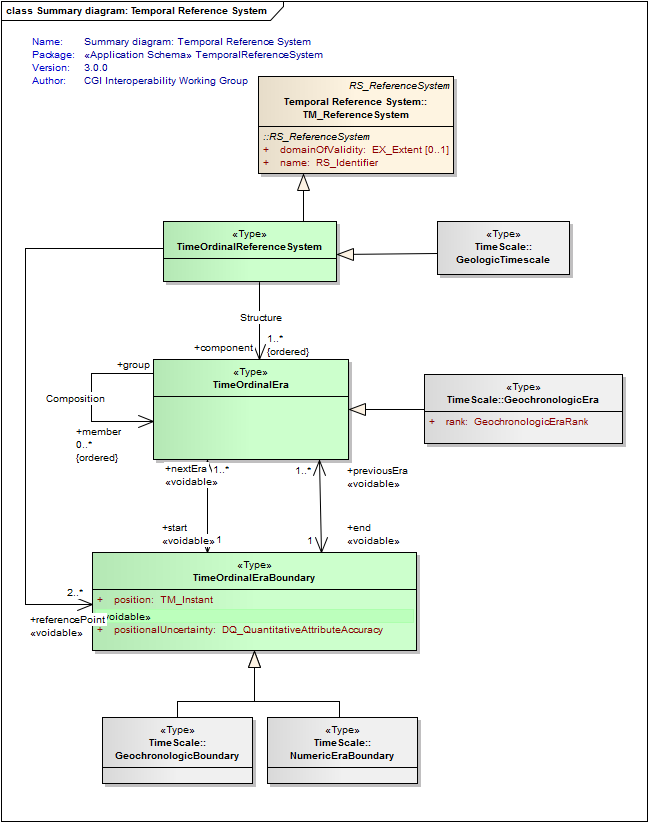 class Summary diagram: Temporal Reference System
Name: Summary diagram: Temporal Reference System
Package: «Application Schema» TemporalReferenceSystem
Version: 3.0.0
Author: CGI Interoperability Working Group
RS_ReferenceSystem
Temporal Reference System::
TM_ReferenceSystem
::RS_ReferenceSystem
+ domainOfValidity: EX_Extent [0..1]
+ name: RS_Identifier
«Type»
TimeOrdinalReferenceSystem
«Type»
TimeScale::
GeologicTimescale
Structure
1..*
+component
{ordered}
+group
«Type»
TimeOrdinalEra
Composition
+member
0..*
{ordered}
«Type»
TimeScale::GeochronologicEra
+ rank: GeochronologicEraRank
+nextEra 1..*
«voidable»
1..* +previousEra
«voidable»
+start
«voidable» 1
+end
1 «voidable»
«Type»
TimeOrdinalEraBoundary
+ position: TM_Instant
voidable»
+ positionalUncertainty: DQ_QuantitativeAttributeAccuracy
2..*
+referencePoint
«voidable»
«Type»
TimeScale::
GeochronologicBoundary
«Type»
TimeScale::
NumericEraBoundary